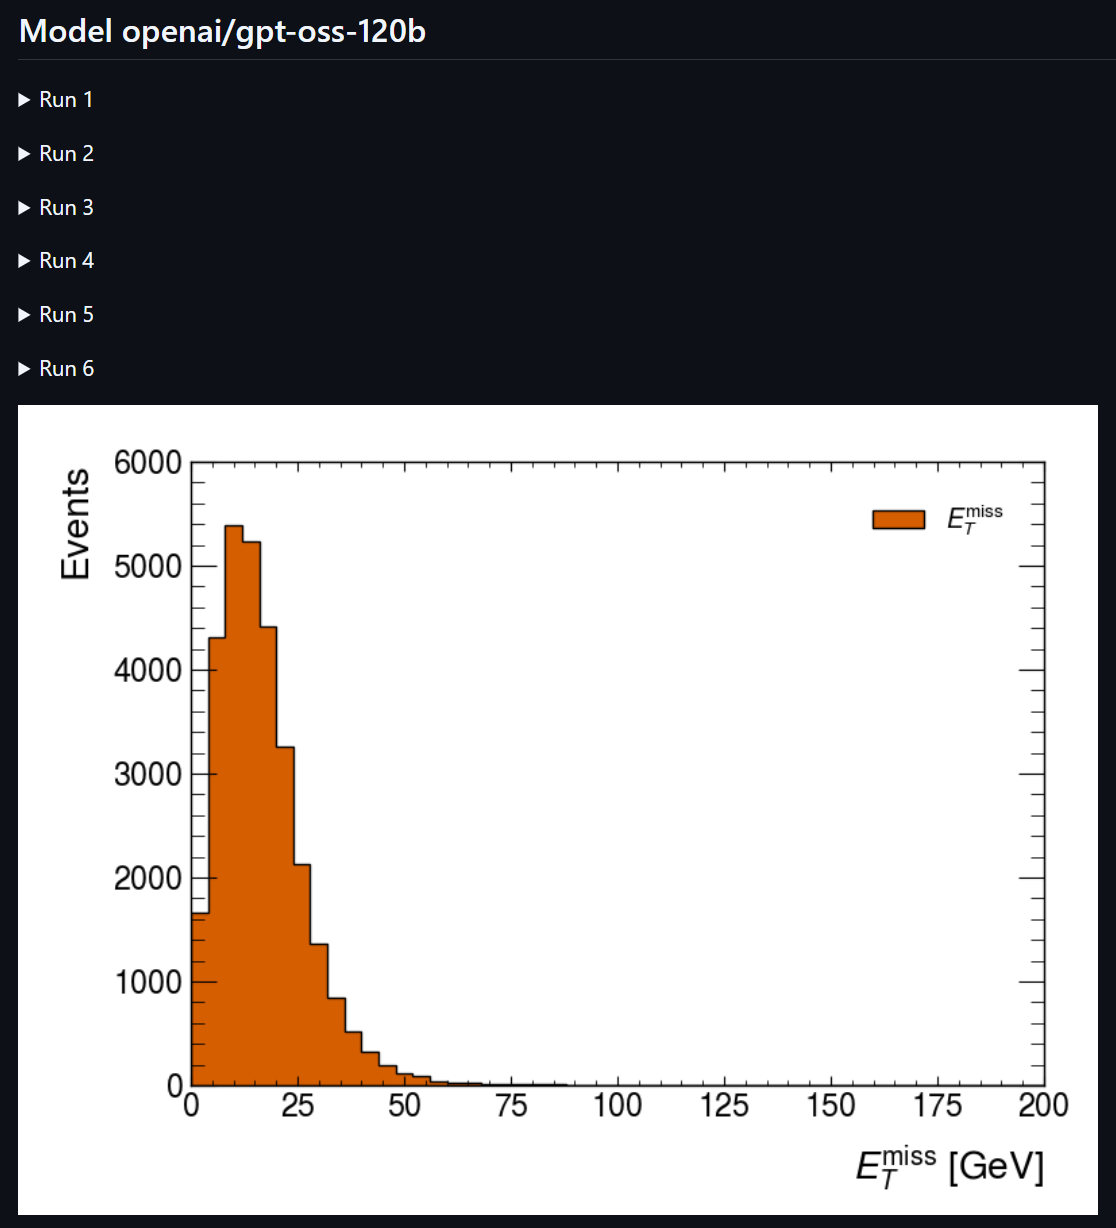 Model openai/gpt-oss-120b
Run 1
Run 2
Run 3
Run 4
Run 5
Run 6
Events
6000
5000
4000
3000
2000
1000
0
E_T^miss
0 25 50 75 100 125 150 175 200
E_T^miss [GeV]